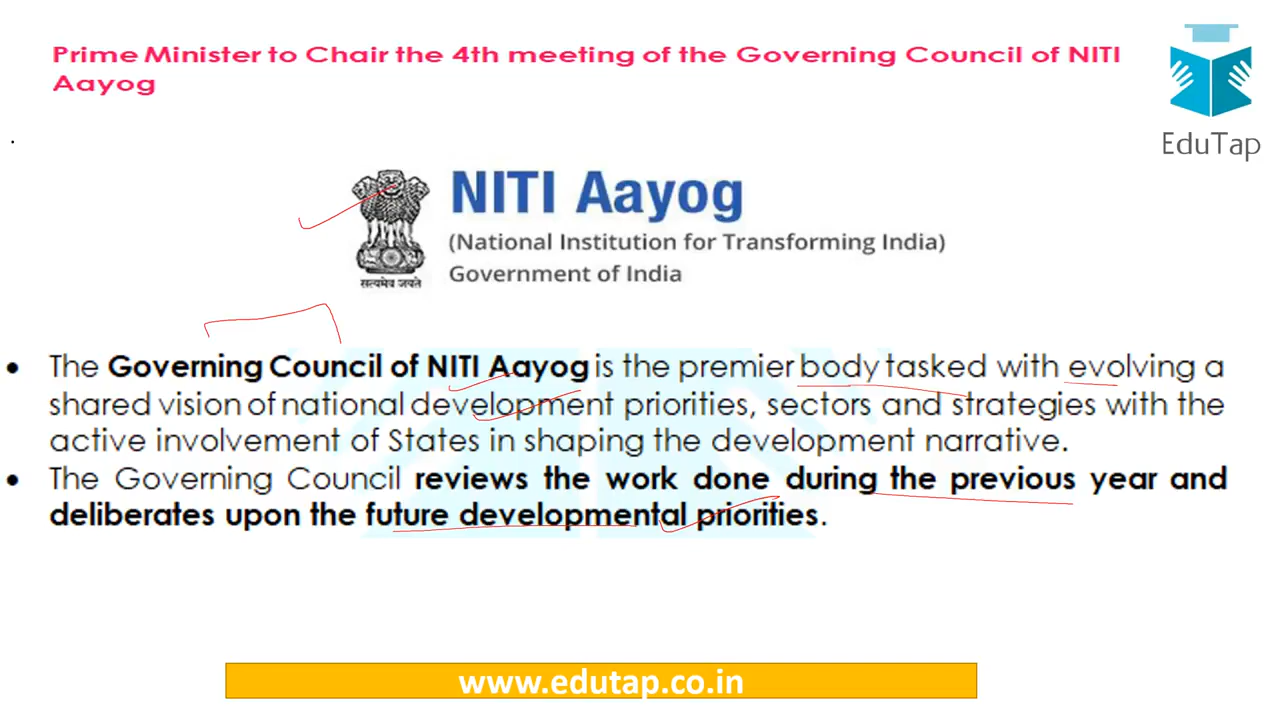 Prime Minister to Chair the 4th meeting of the Governing Council of NITI
Aayog
EduTap
NITI Aayog
(National Institution for Transforming India)
Government of India
सत्यमेव जयते
• The Governing Council of NITI Aayog is the premier body tasked with evolving a
shared vision of national development priorities, sectors and strategies with the
active involvement of States in shaping the development narrative.
• The Governing Council reviews the work done during the previous year and
deliberates upon the future developmental priorities.
www.edutap.co.in